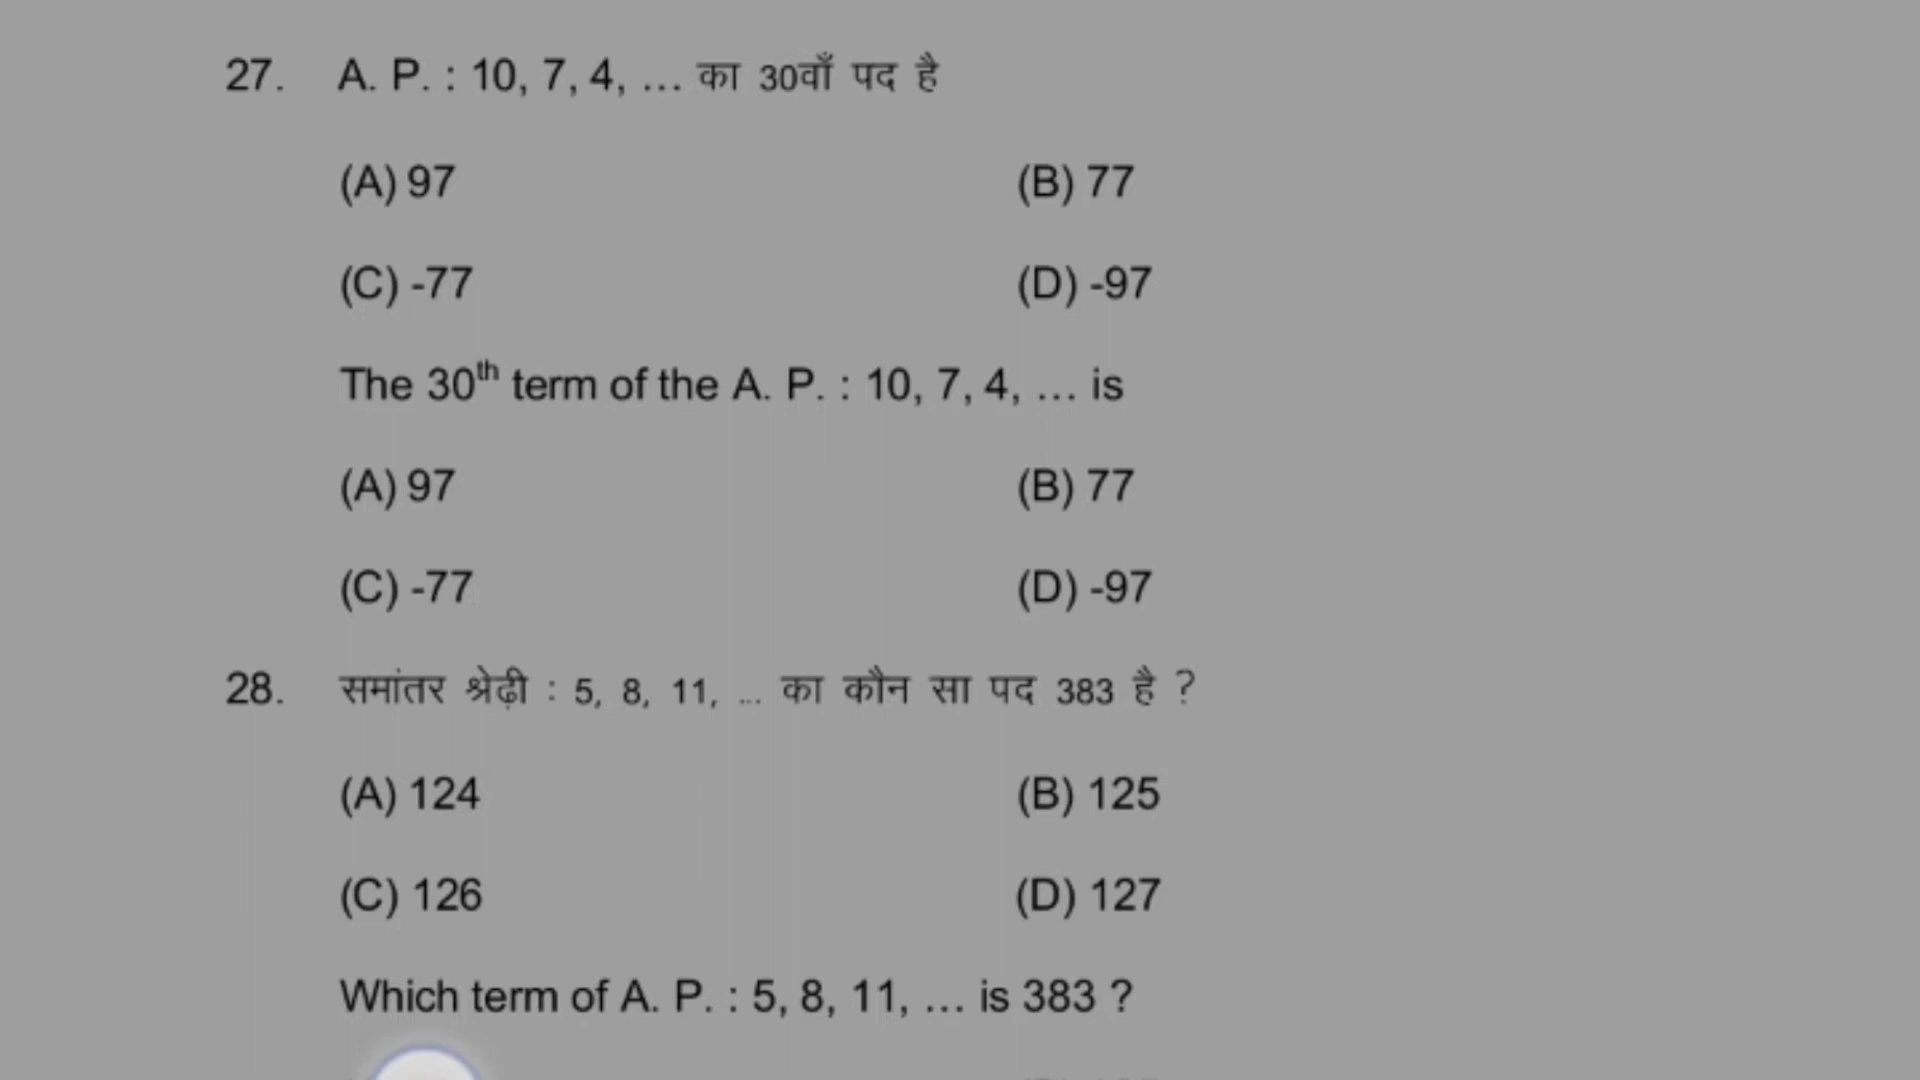 27. A. P. : 10, 7, 4, ... का 30वाँ पद है
(A) 97 (B) 77
(C) -77 (D) -97
The 30th term of the A. P. : 10, 7, 4, ... is
(A) 97 (B) 77
(C) -77 (D) -97
28. समांतर श्रेढ़ी : 5, 8, 11, ... का कौन सा पद 383 है ?
(A) 124 (B) 125
(C) 126 (D) 127
Which term of A. P. : 5, 8, 11, ... is 383 ?